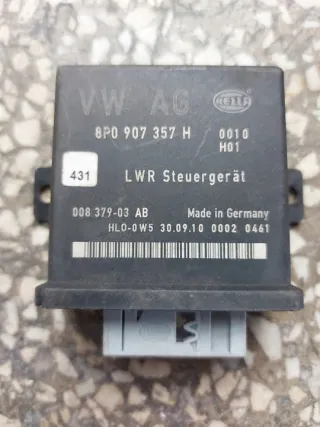 VW AG
HELLA
8P0 907 357 H
0010
H01
431
LWR Steuergerät
008 379-03 AB
Made in Germany
HLO-0W5 30.09.10 0002 0461